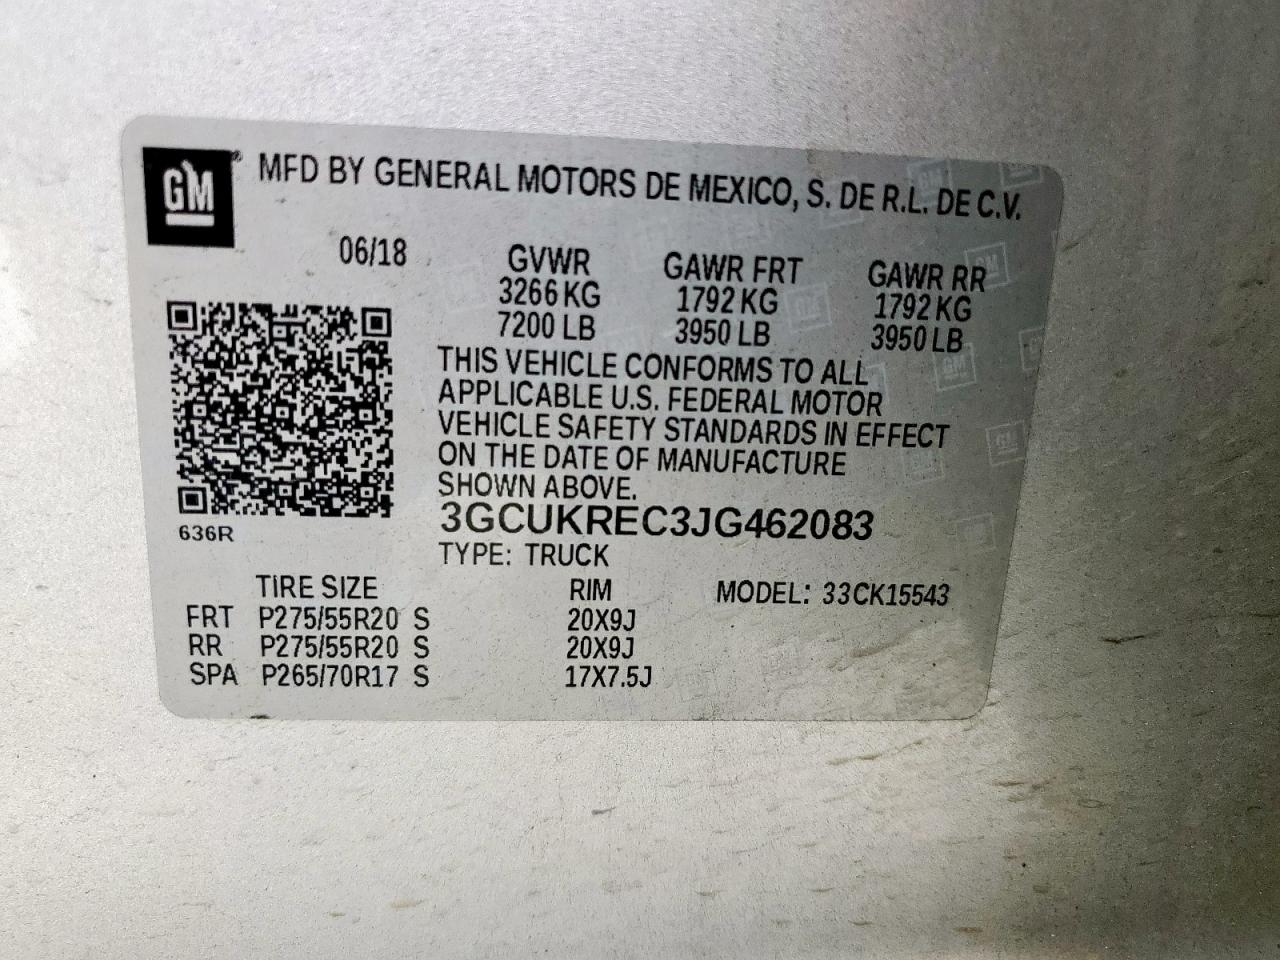 GM ® MFD BY GENERAL MOTORS DE MEXICO, S. DE R.L. DE C.V.
06/18 GVWR GAWR FRT GAWR RR
3266 KG 1792 KG 1792 KG
7200 LB 3950 LB 3950 LB
THIS VEHICLE CONFORMS TO ALL
APPLICABLE U.S. FEDERAL MOTOR
VEHICLE SAFETY STANDARDS IN EFFECT
ON THE DATE OF MANUFACTURE
SHOWN ABOVE.
3GCUKREC3JG462083
636R
TYPE: TRUCK
TIRE SIZE RIM MODEL: 33CK15543
FRT P275/55R20 S 20X9J
RR P275/55R20 S 20X9J
SPA P265/70R17 S 17X7.5J